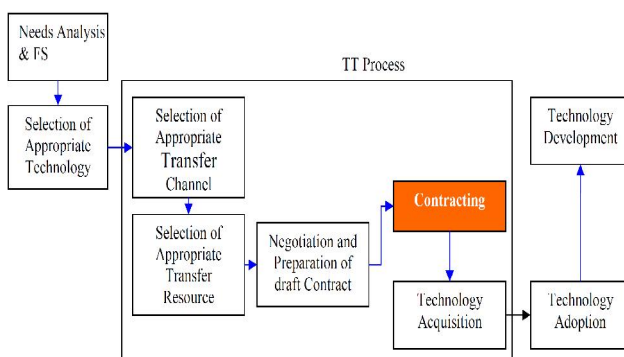 Needs Analysis
& FS
TT Process
Selection of
Appropriate
Technology
Selection of
Appropriate
Transfer
Channel
Selection of
Appropriate
Transfer
Resource
Negotiation and
Preparation of
draft Contract
Contracting
Technology
Acquisition
Technology
Adoption
Technology
Development